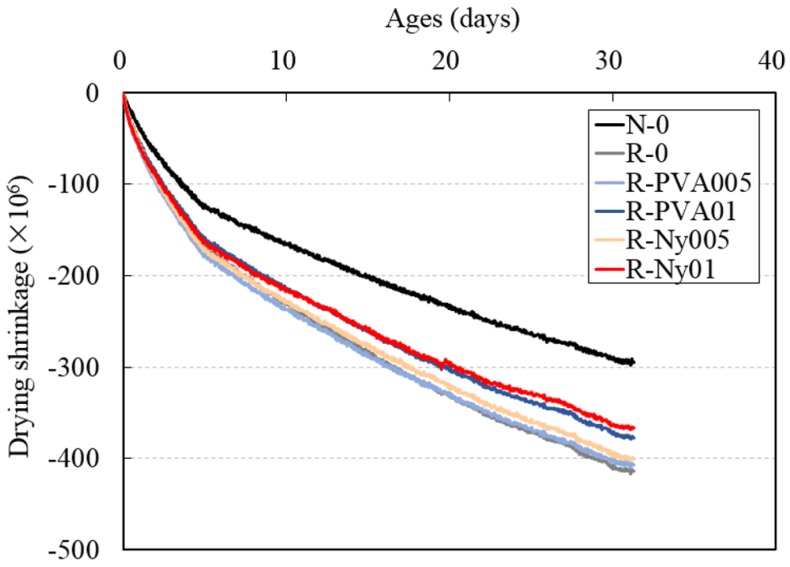 Ages (days)
0 10 20 30 40
0
-100
-200
-300
-400
-500
Drying shrinkage (×10⁶)
N-0
R-0
R-PVA005
R-PVA01
R-Ny005
R-Ny01